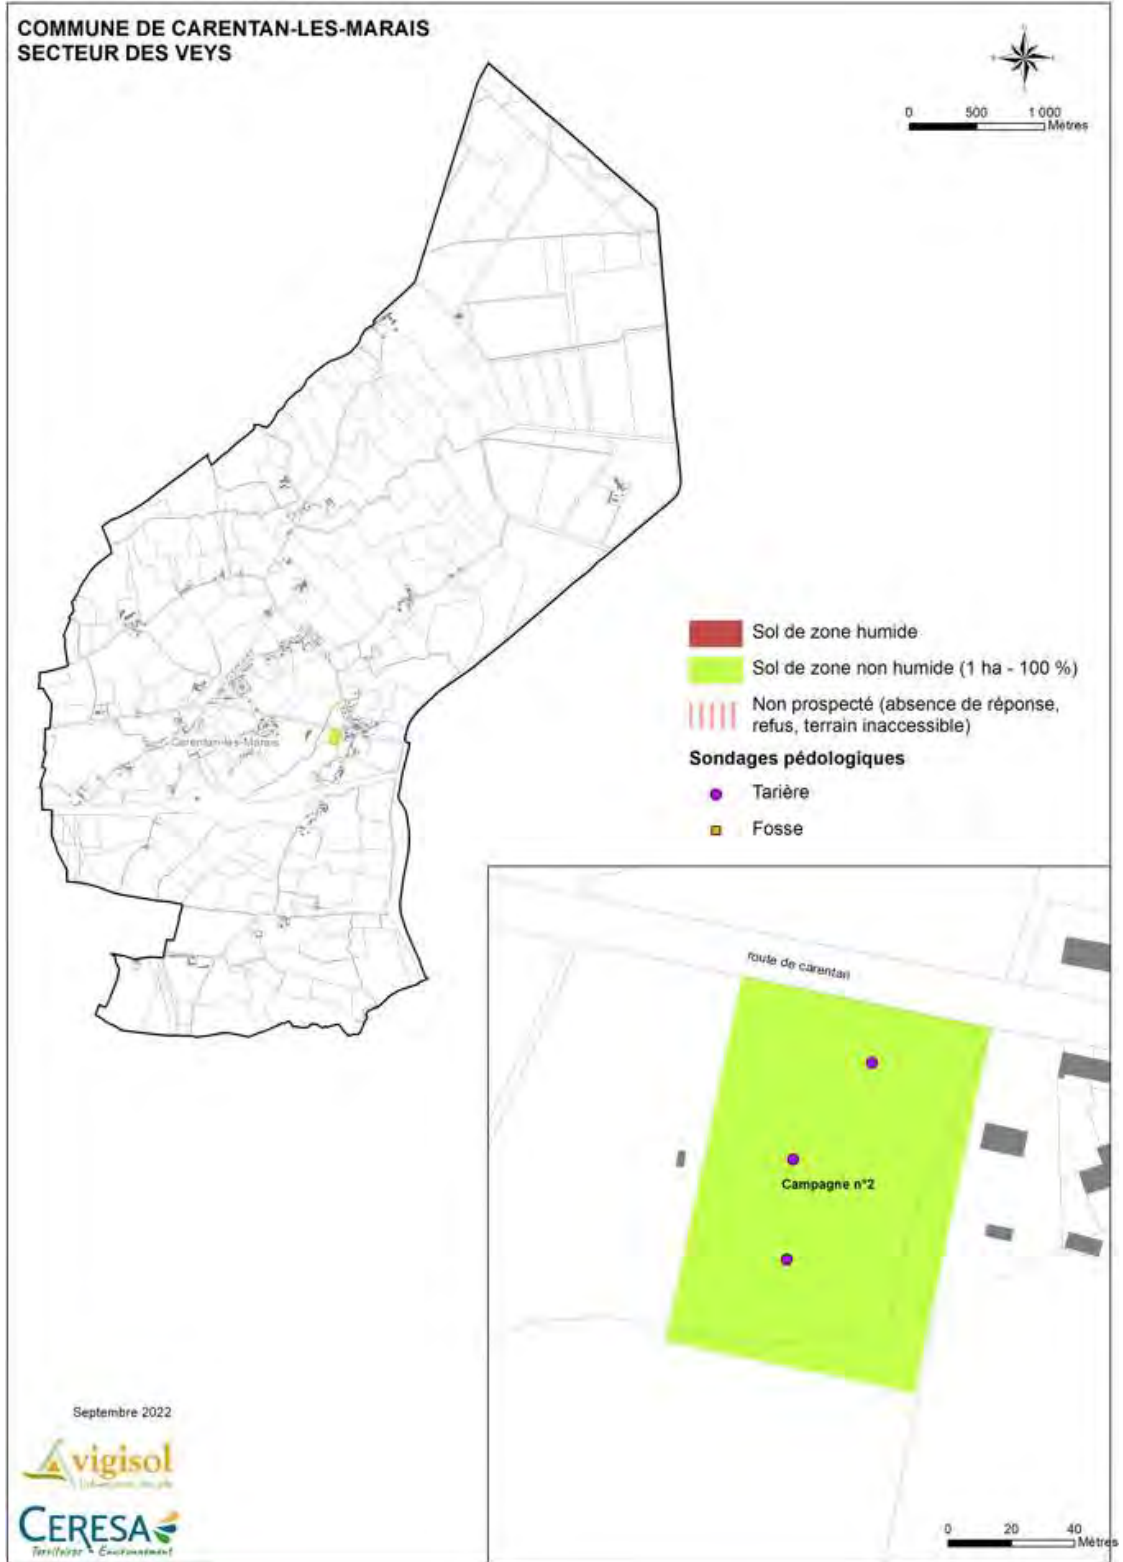 COMMUNE DE CARENTAN-LES-MARAIS
SECTEUR DES VEYS
0 500 1 000
Mètres
Sol de zone humide
Sol de zone non humide (1 ha - 100 %)
Non prospecté (absence de réponse,
refus, terrain inaccessible)
Sondages pédologiques
Tarière
Fosse
Carentan-les-Marais
route de carentan
Campagne n°2
Septembre 2022
vigisol
CERESA
Territoires Environnement
0 20 40
Mètres